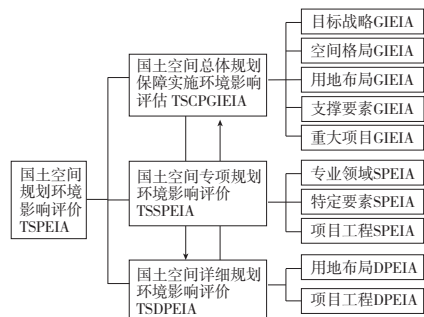 国土空间
规划环境
影响评价
TSPEIA
国土空间总体规划
保障实施环境影响
评估 TSCPGIEIA
目标战略GIEIA
空间格局GIEIA
用地布局GIEIA
支撑要素GIEIA
重大项目GIEIA
国土空间专项规划
环境影响评价
TSSPEIA
专业领域SPEIA
特定要素SPEIA
项目工程SPEIA
国土空间详细规划
环境影响评价
TSDPEIA
用地布局DPEIA
项目工程DPEIA